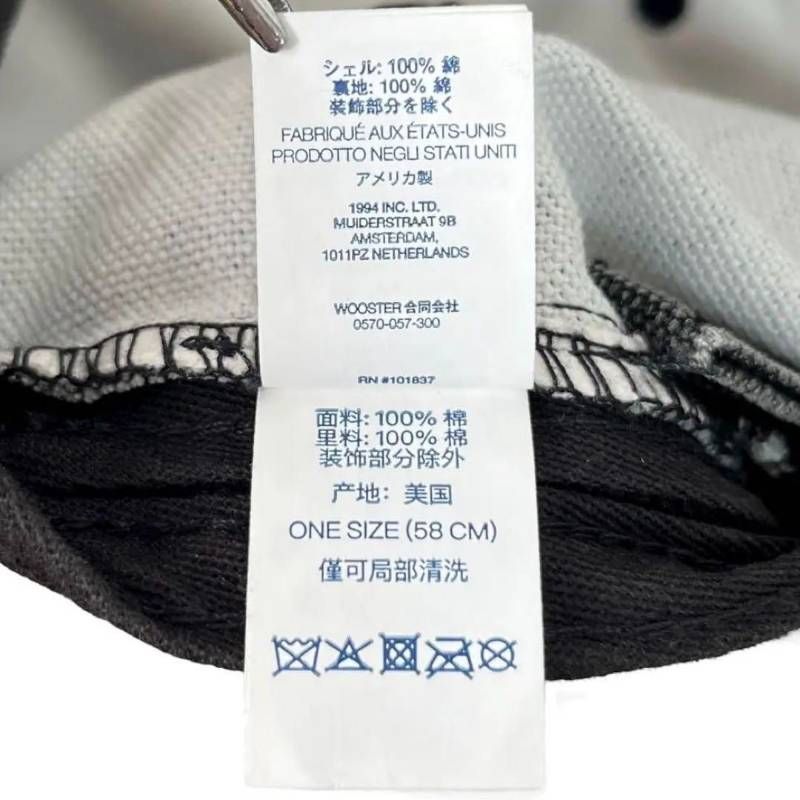 シェル: 100% 綿
裏地: 100% 綿
装飾部分を除く
FABRIQUÉ AUX ÉTATS-UNIS
PRODOTTO NEGLI STATI UNITI
アメリカ製
1994 INC. LTD.
MUIDERSTRAAT 9B
AMSTERDAM,
1011PZ NETHERLANDS
WOOSTER 合同会社
0570-057-300
RN #101837
面料: 100% 棉
里料: 100% 棉
装饰部分除外
产地: 美国
ONE SIZE (58 CM)
僅可局部清洗